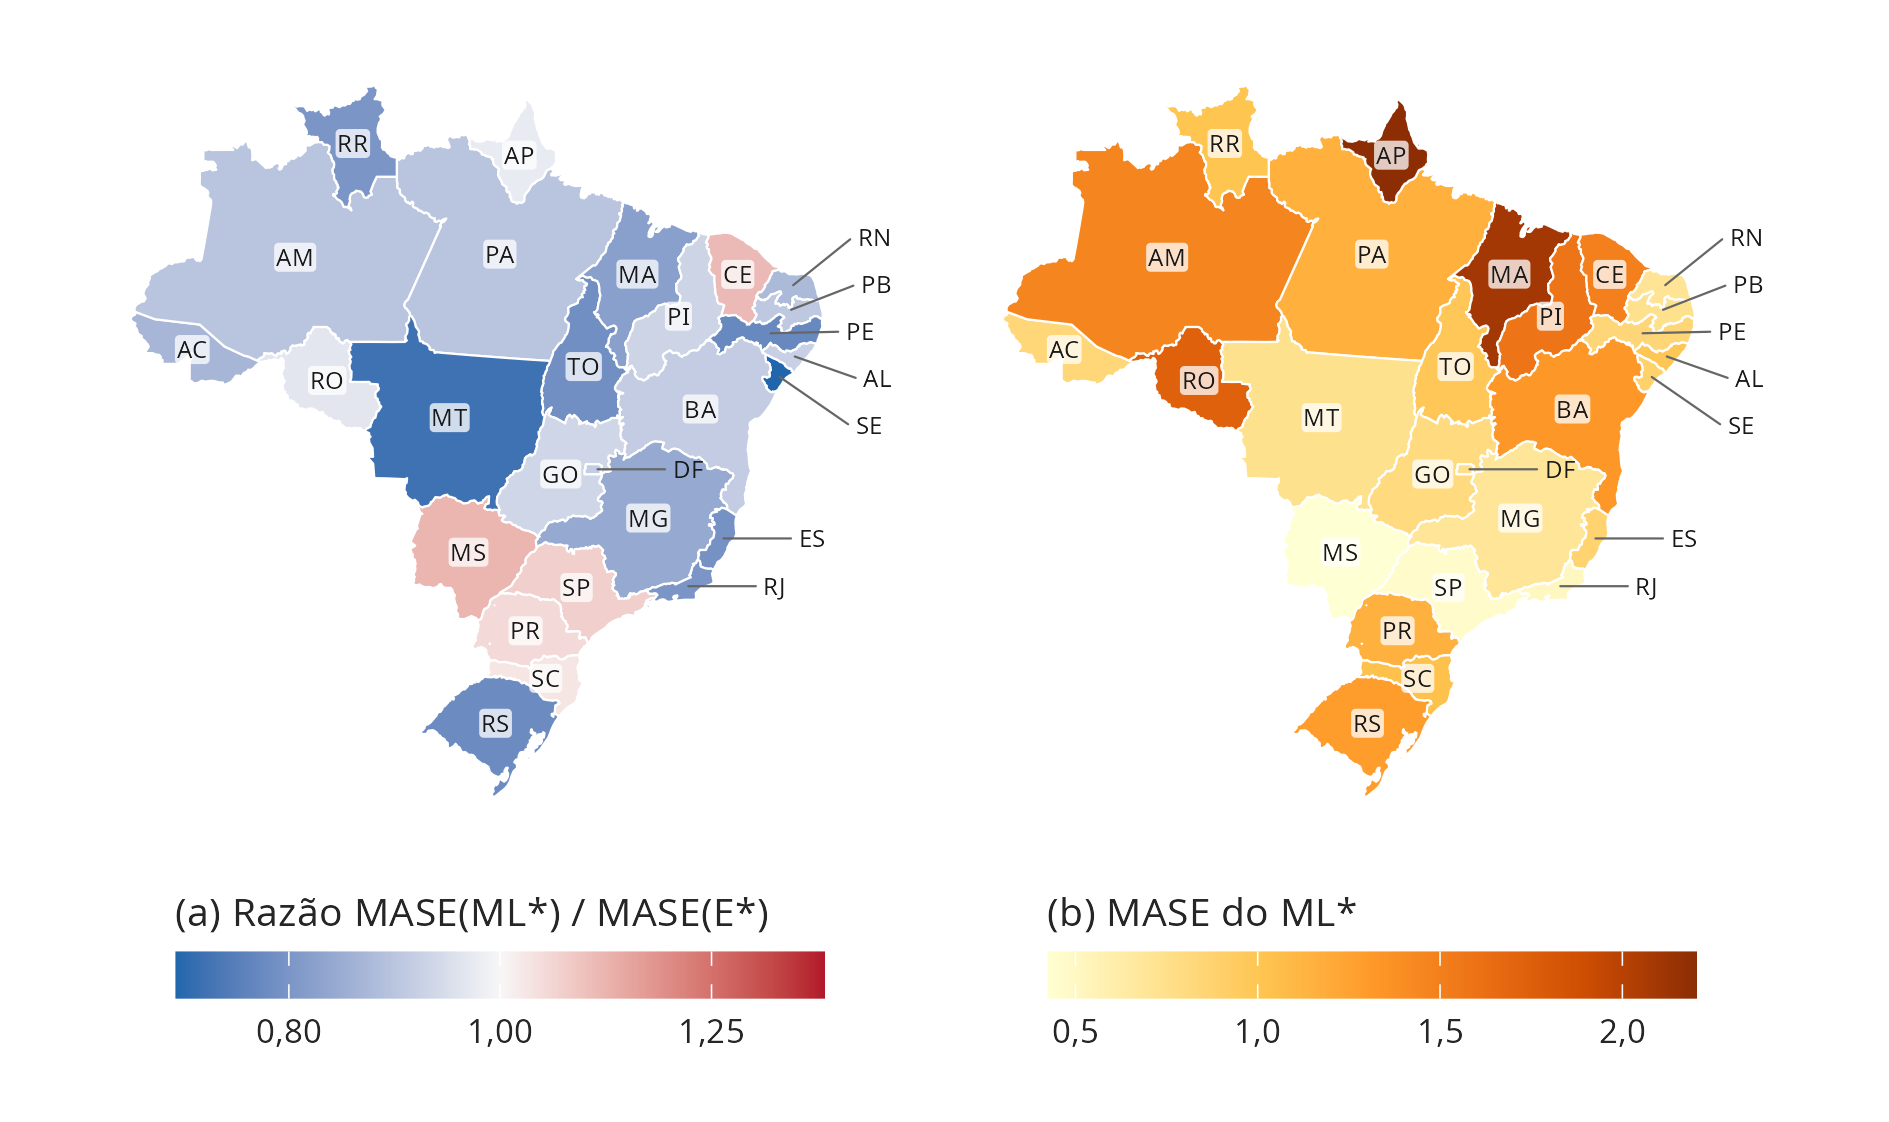 RR
AP
AM
PA
MA
CE
RN
PB
PI
PE
AC
RO
TO
AL
MT
BA
SE
GO
DF
MG
ES
MS
SP
RJ
PR
SC
RS
(a) Razão MASE(ML*) / MASE(E*)
0,80 1,00 1,25
RR
AP
AM
PA
MA
CE
RN
PB
PI
PE
AC
RO
TO
AL
MT
BA
SE
GO
DF
MG
ES
MS
SP
RJ
PR
SC
RS
(b) MASE do ML*
0,5 1,0 1,5 2,0